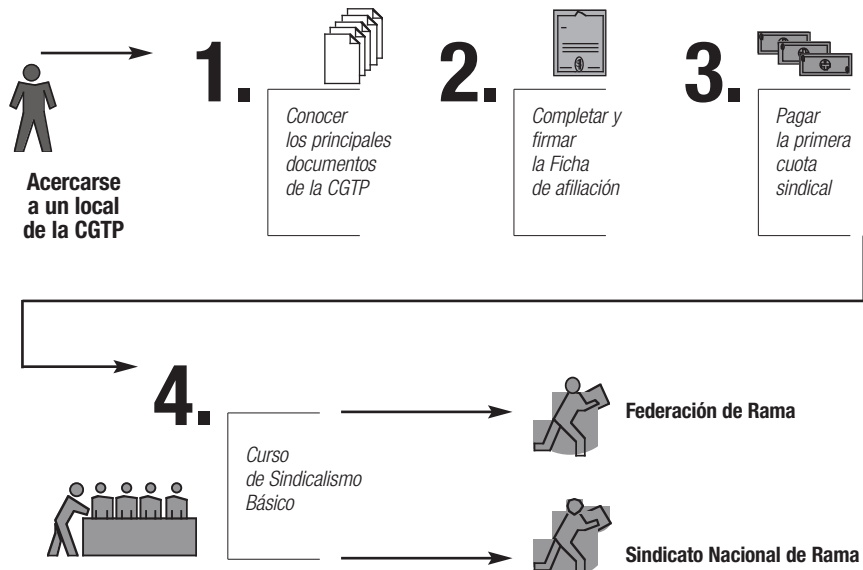 Acercarse
a un local
de la CGTP
1.
Conocer
los principales
documentos
de la CGTP
2.
Completar y
firmar
la Ficha
de afiliación
3.
Pagar
la primera
cuota
sindical
4.
Curso
de Sindicalismo
Básico
Federación de Rama
Sindicato Nacional de Rama